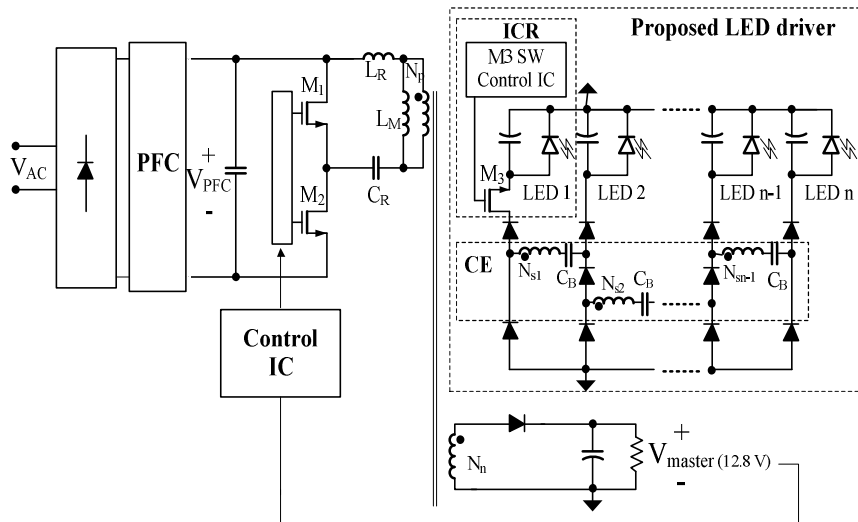 Proposed LED driver
ICR
M3 SW
Control IC
L_R
N_p
M_1
L_M
PFC
V_AC
+
V_PFC
-
M_2
C_R
M_3
LED 1
LED 2
LED n-1
LED n
CE
N_s1
C_B
N_s2
C_B
N_sn-1
C_B
Control
IC
N_n
+
V_master (12.8 V)
-